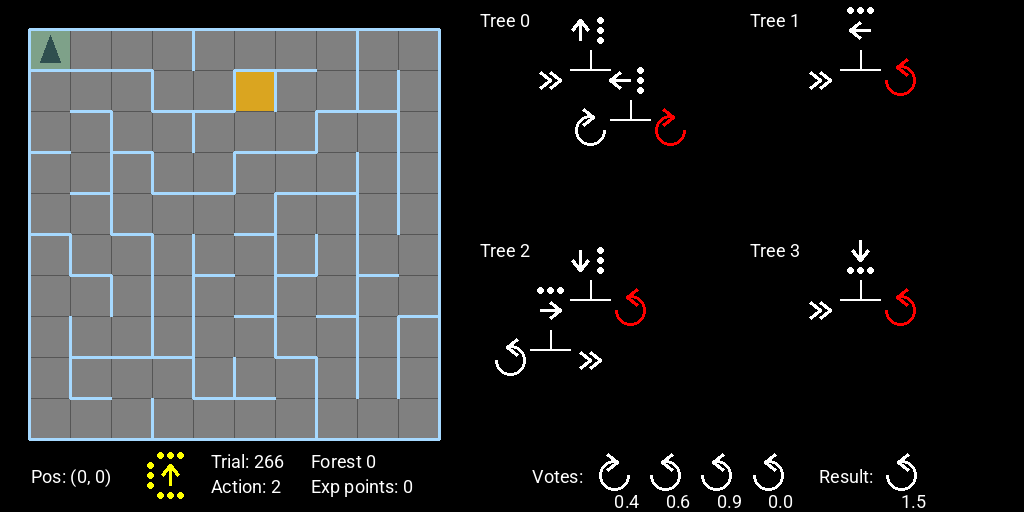 Tree 0
Tree 1
Tree 2
Tree 3
Pos: (0, 0)
Trial: 266
Forest 0
Action: 2
Exp points: 0
Votes:
0.4
0.6
0.9
0.0
Result:
1.5